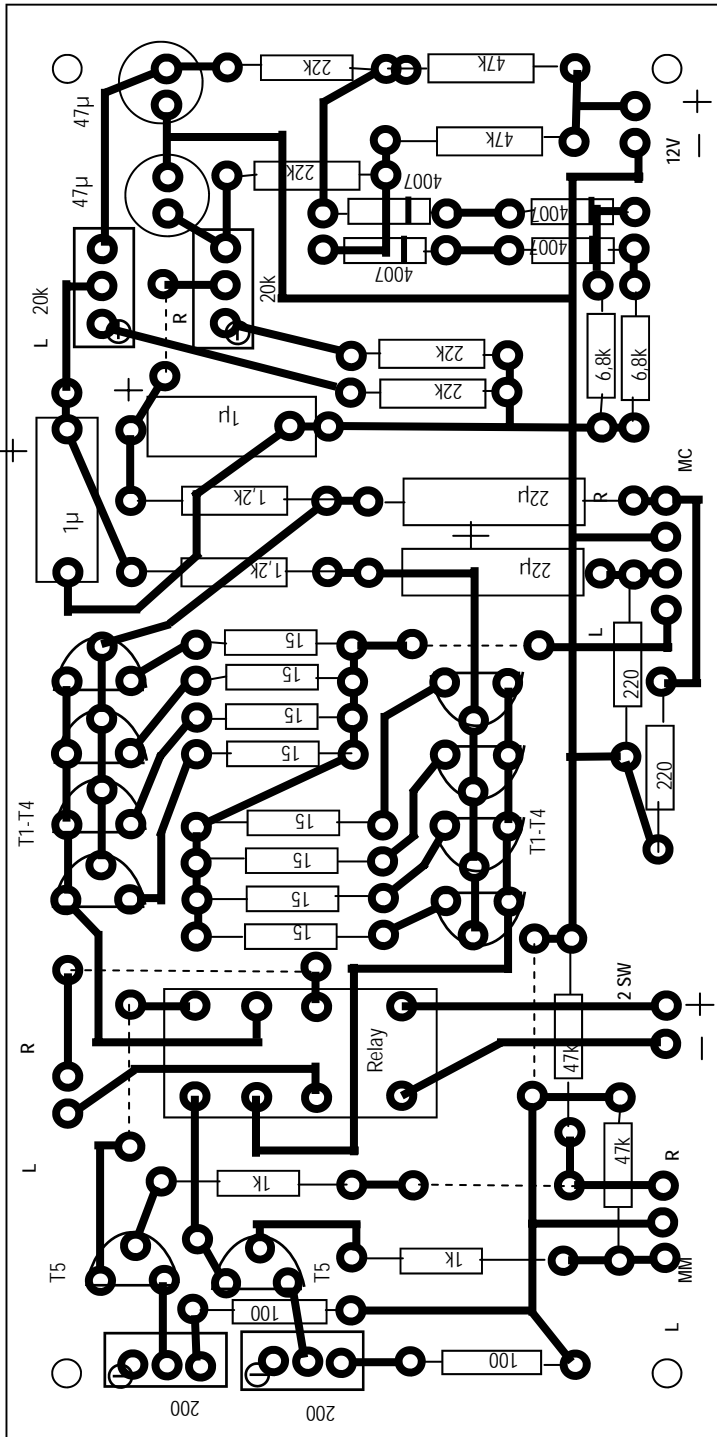 47µ
22k
47k
+
47k
12V
−
47µ
22k
4007
4007
4007
4007
20k
L
R
20k
22k
22k
6,8k
6,8k
+
+
1µ
1µ
MC
1,2k
22µ
R
+
1,2k
22µ
L
15
15
15
15
220
220
T1-T4
15
15
15
15
T1-T4
2 SW
+
−
R
Relay
47k
L
1k
47k
R
T5
T5
1k
MM
L
100
100
200
200